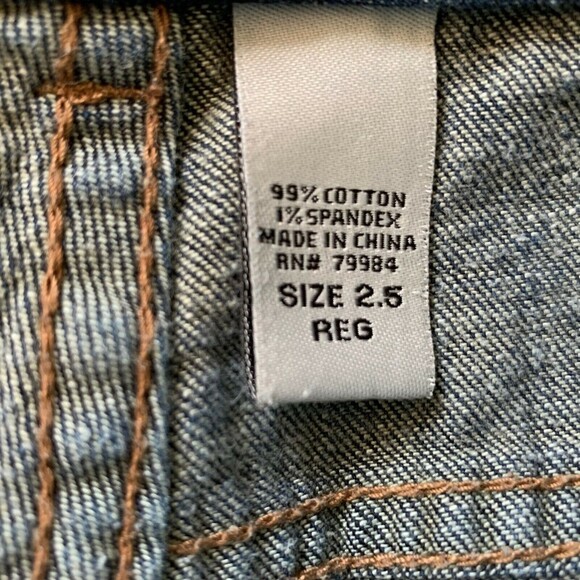 99% COTTON
1% SPANDEX
MADE IN CHINA
RN# 79984
SIZE 2.5
REG